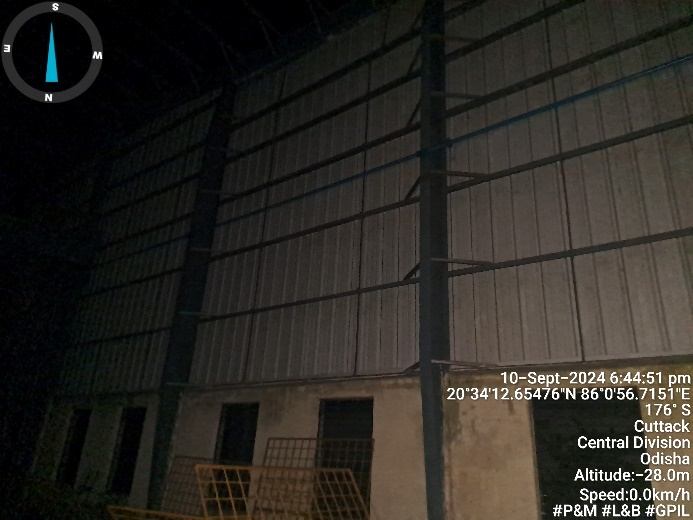 S
E
W
N
10-Sept-2024 6:44:51 pm
20°34'12.65476"N 86°0'56.7151"E
176° S
Cuttack
Central Division
Odisha
Altitude:-28.0m
Speed:0.0km/h
#P&M #L&B #GPIL